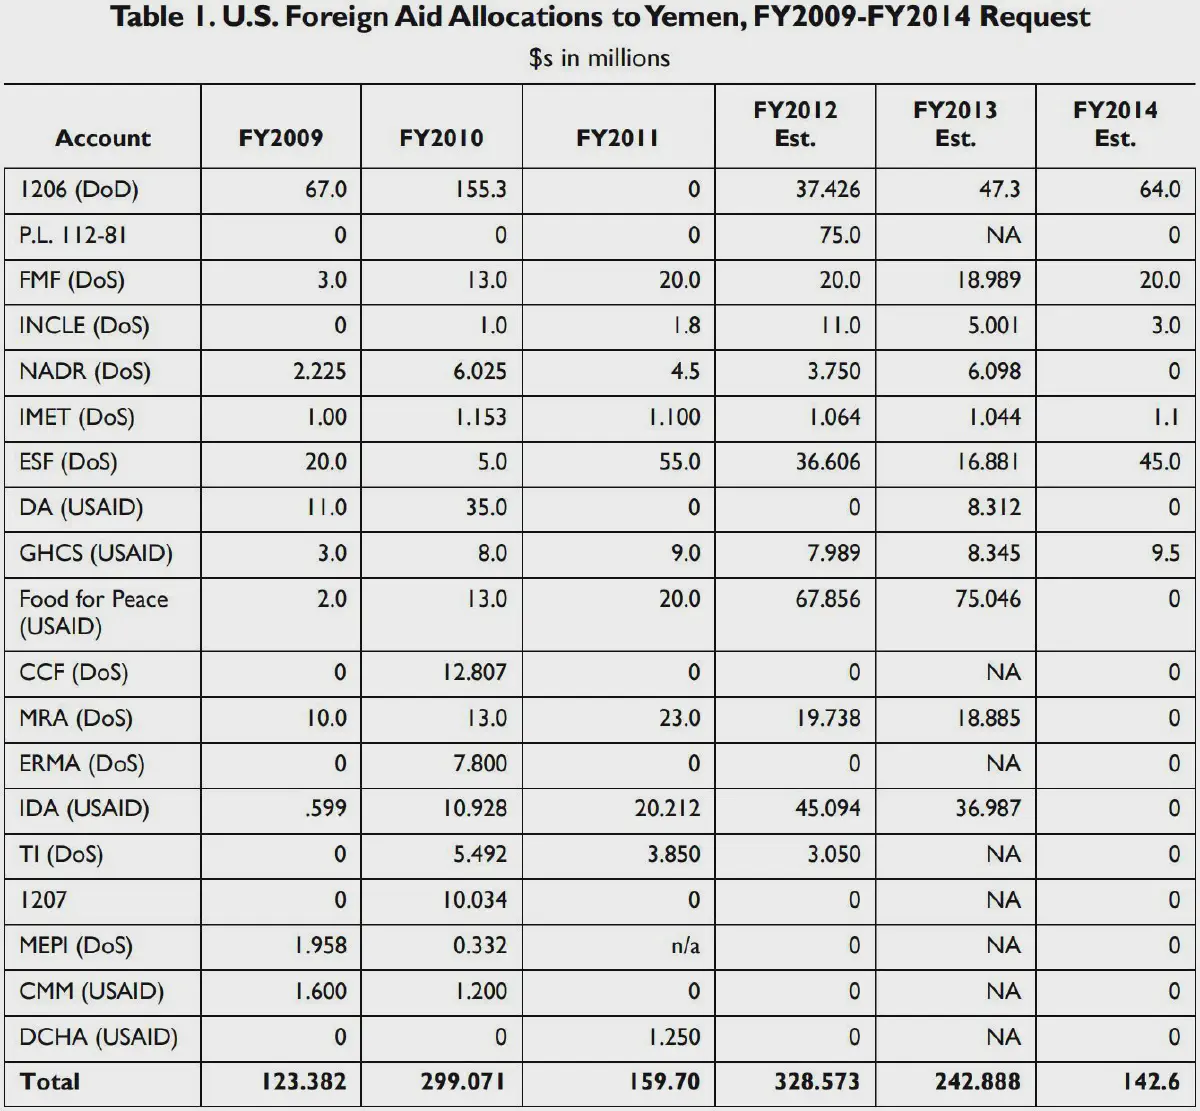 Table 1. U.S. Foreign Aid Allocations to Yemen, FY2009-FY2014 Request
$s in millions
Account FY2009 FY2010 FY2011 FY2012 Est. FY2013 Est. FY2014 Est.
1206 (DoD) 67.0 155.3 0 37.426 47.3 64.0
P.L. 112-81 0 0 0 75.0 NA 0
FMF (DoS) 3.0 13.0 20.0 20.0 18.989 20.0
INCLE (DoS) 0 1.0 1.8 11.0 5.001 3.0
NADR (DoS) 2.225 6.025 4.5 3.750 6.098 0
IMET (DoS) 1.00 1.153 1.100 1.064 1.044 1.1
ESF (DoS) 20.0 5.0 55.0 36.606 16.881 45.0
DA (USAID) 11.0 35.0 0 0 8.312 0
GHCS (USAID) 3.0 8.0 9.0 7.989 8.345 9.5
Food for Peace (USAID) 2.0 13.0 20.0 67.856 75.046 0
CCF (DoS) 0 12.807 0 0 NA 0
MRA (DoS) 10.0 13.0 23.0 19.738 18.885 0
ERMA (DoS) 0 7.800 0 0 NA 0
IDA (USAID) .599 10.928 20.212 45.094 36.987 0
TI (DoS) 0 5.492 3.850 3.050 NA 0
1207 0 10.034 0 0 NA 0
MEPI (DoS) 1.958 0.332 n/a 0 NA 0
CMM (USAID) 1.600 1.200 0 0 NA 0
DCHA (USAID) 0 0 1.250 0 NA 0
Total 123.382 299.071 159.70 328.573 242.888 142.6